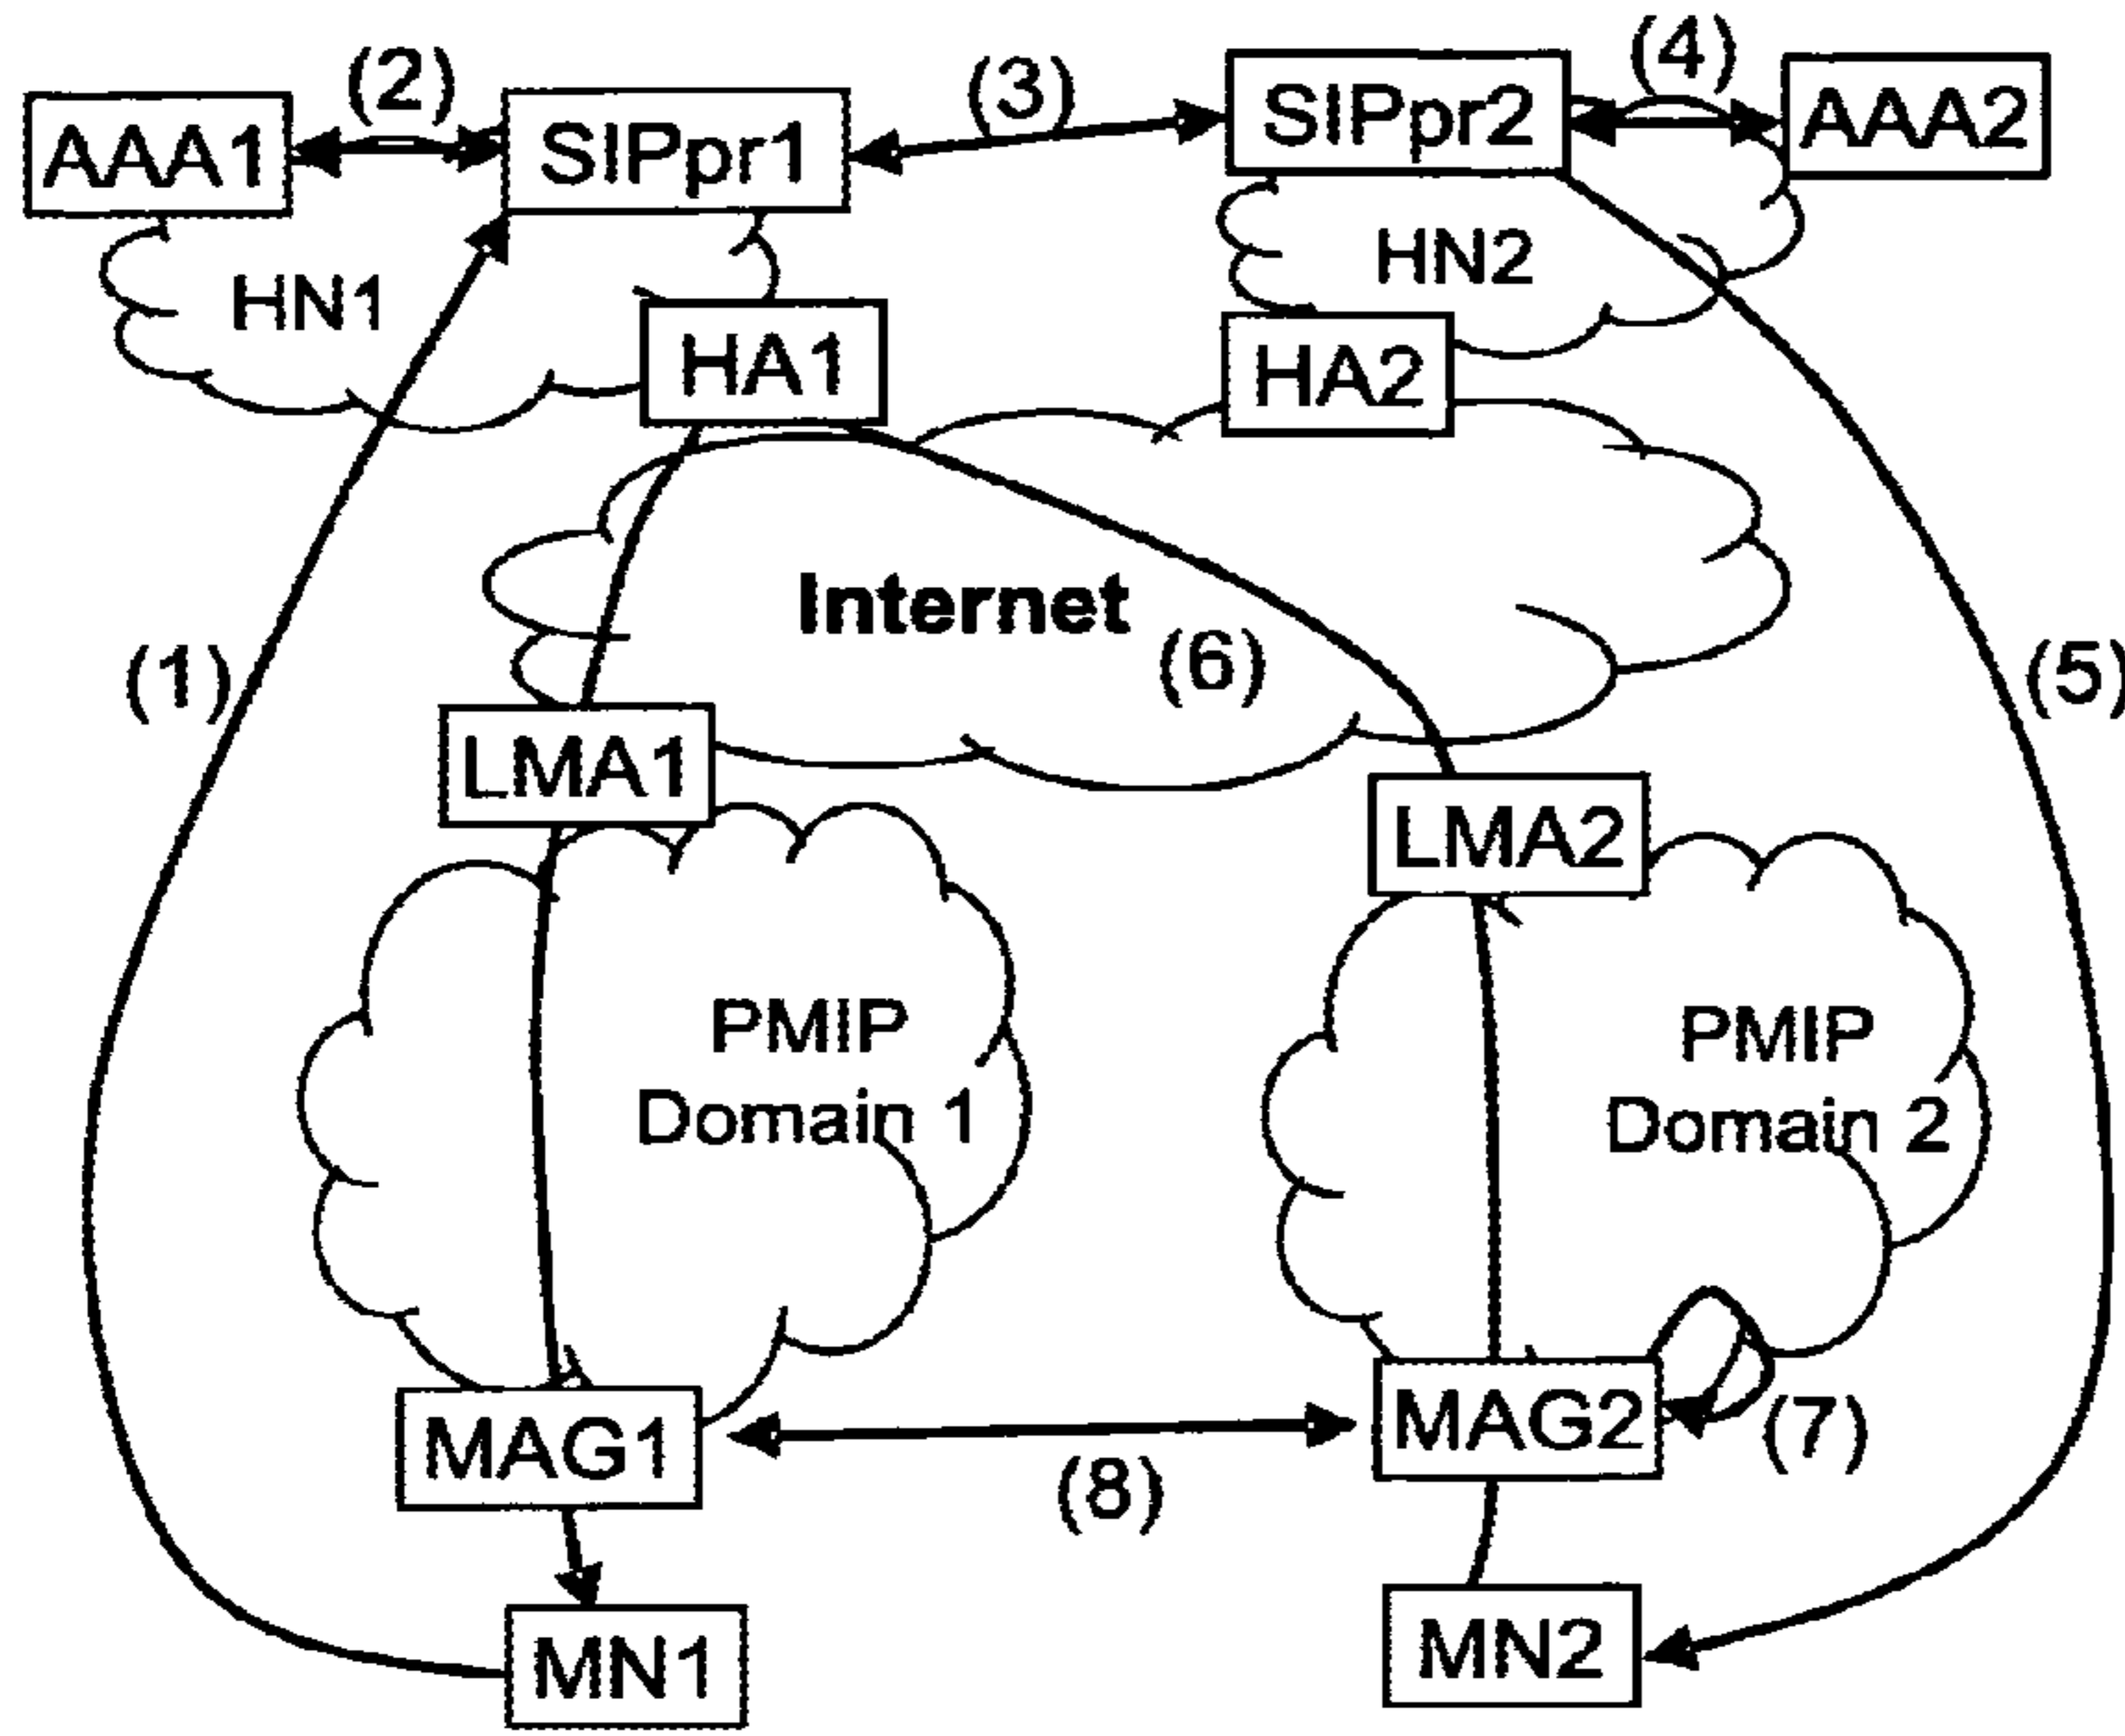 (2)
(3)
(4)
AAA1
SIPpr1
SIPpr2
AAA2
HN1
HN2
HA1
HA2
Internet
(1)
(6)
(5)
LMA1
LMA2
PMIP
Domain 1
PMIP
Domain 2
MAG1
MAG2
(7)
(8)
MN1
MN2